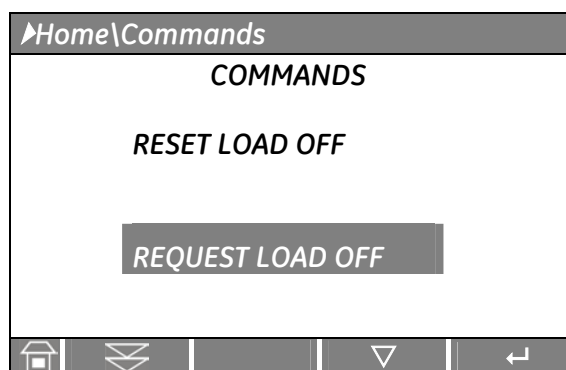 Home\Commands
COMMANDS
RESET LOAD OFF
REQUEST LOAD OFF